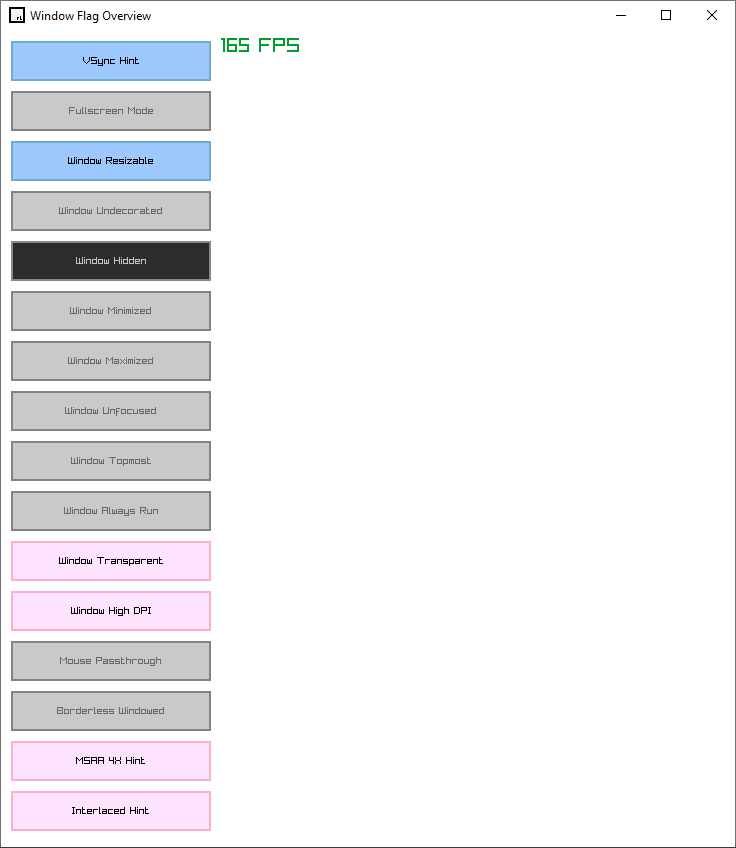 rl
Window Flag Overview
165 FPS
VSync Hint
Fullscreen Mode
Window Resizable
Window Undecorated
Window Hidden
Window Minimized
Window Maximized
Window Unfocused
Window Topmost
Window Always Run
Window Transparent
Window High DPI
Mouse Passthrough
Borderless Windowed
MSAA 4X Hint
Interlaced Hint